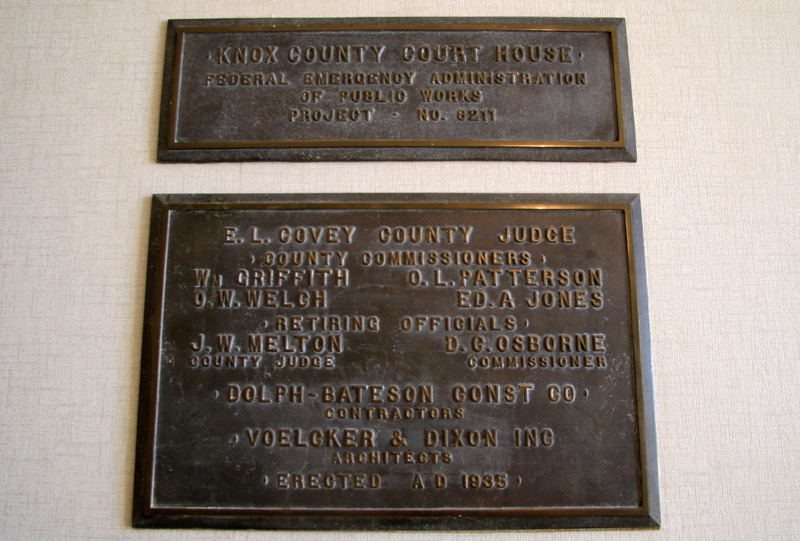 · KNOX COUNTY COURT HOUSE ·
FEDERAL EMERGENCY ADMINISTRATION
OF PUBLIC WORKS
PROJECT · NO. 6211
E. L. COVEY COUNTY JUDGE
· COUNTY COMMISSIONERS ·
WM GRIFFITH O. L. PATTERSON
O. W. WELCH ED. A JONES
· RETIRING OFFICIALS ·
J. W. MELTON D. C. OSBORNE
COUNTY JUDGE COMMISSIONER
· DOLPH-BATESON CONST CO ·
CONTRACTORS
· VOELCKER & DIXON INC
ARCHITECTS
· ERECTED A D 1935 ·